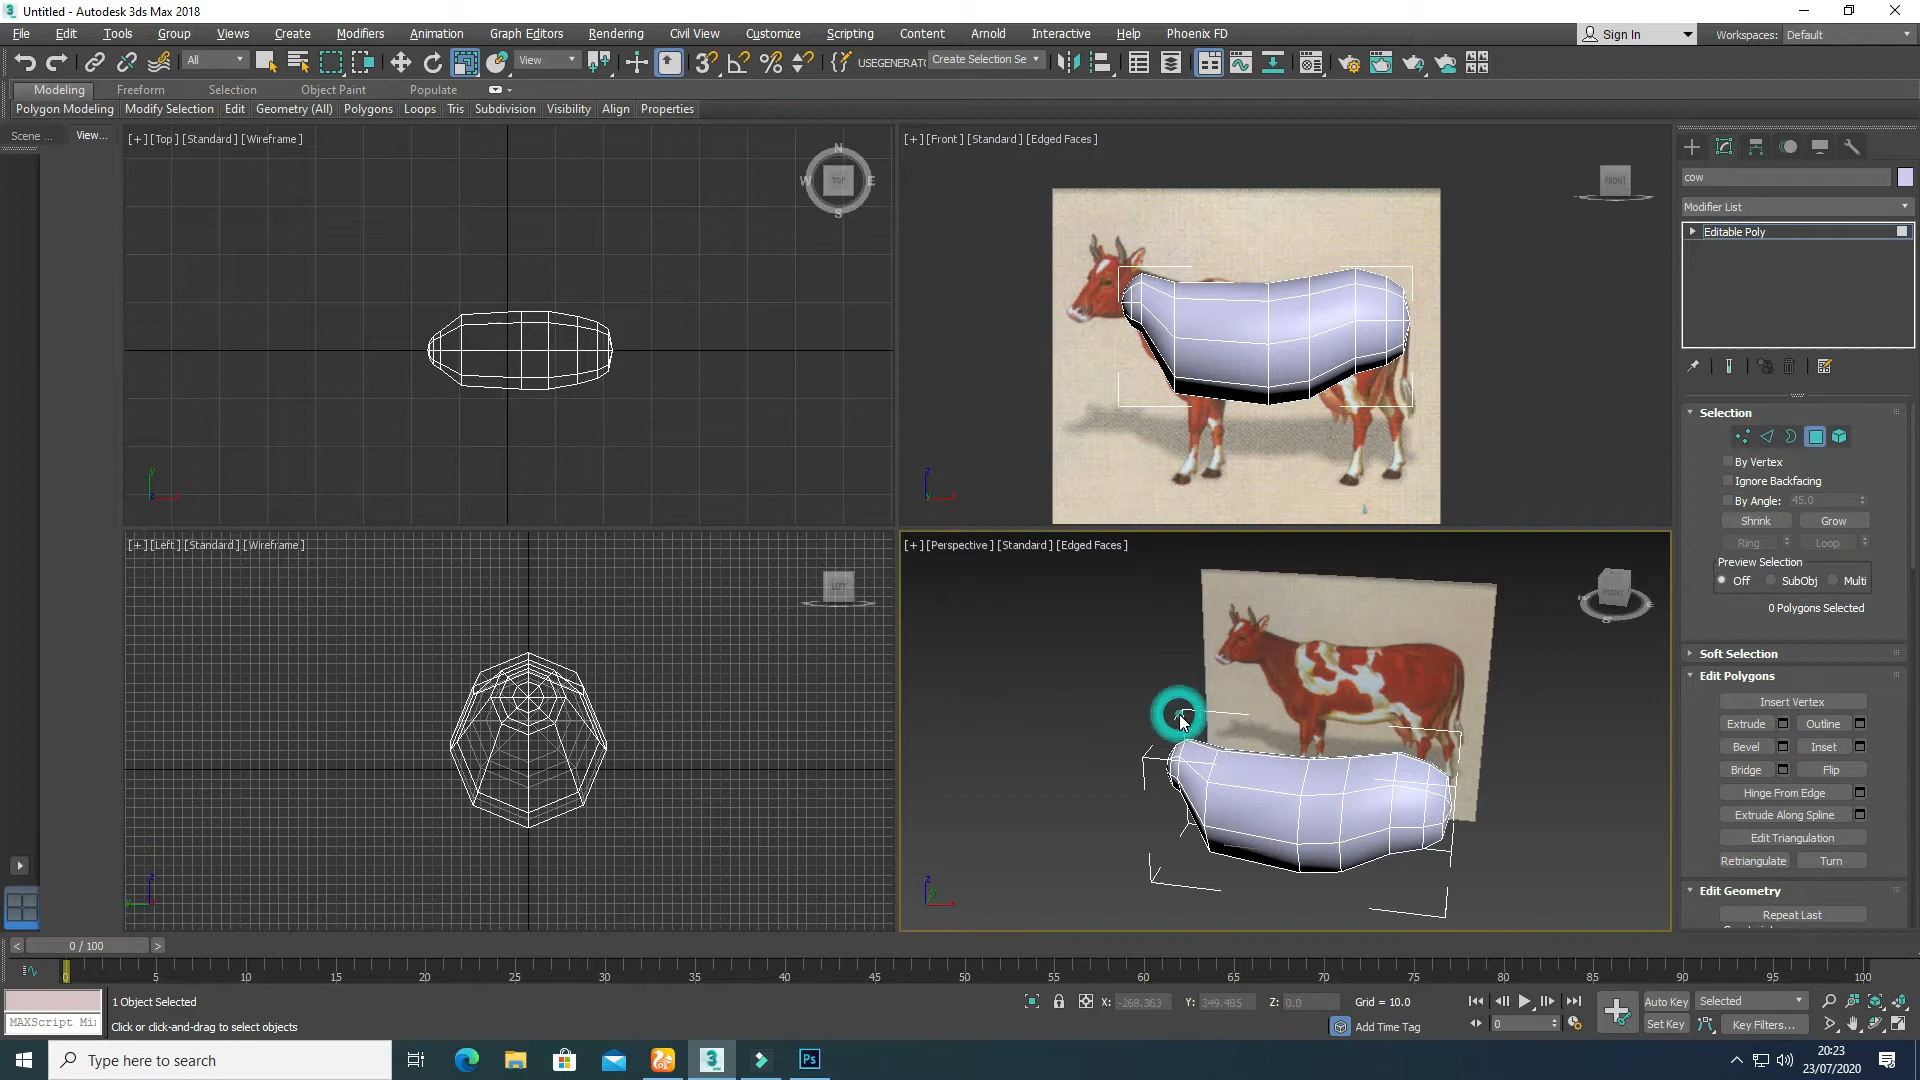 Untitled - Autodesk 3ds Max 2018
File Edit Tools Group Views Create Modifiers Animation Graph Editors Rendering Civil View Customize Scripting Content Arnold Interactive Help Phoenix FD
Sign In Workspaces: Default
All View USEGENERAT Create Selection Se
Modeling Freeform Selection Object Paint Populate
Polygon Modeling Modify Selection Edit Geometry (All) Polygons Loops Tris Subdivision Visibility Align Properties
Scene ... View...
[+] [Top] [Standard] [Wireframe]
N
W TOP E
S
[+] [Front] [Standard] [Edged Faces]
FRONT
[+] [Left] [Standard] [Wireframe]
LEFT
[+] [Perspective] [Standard] [Edged Faces]
FRONT
cow
Modifier List
Editable Poly
Selection
By Vertex
Ignore Backfacing
By Angle: 45.0
Shrink Grow
Ring Loop
Preview Selection
Off SubObj Multi
0 Polygons Selected
Soft Selection
Edit Polygons
Insert Vertex
Extrude Outline
Bevel Inset
Bridge Flip
Hinge From Edge
Extrude Along Spline
Edit Triangulation
Retriangulate Turn
Edit Geometry
Repeat Last
< 0 / 100 >
0 5 10 15 20 25 30 35 40 45 50 55 60 65 70 75 80 85 90 95 100
1 Object Selected
X: -268.363 Y: 349.485 Z: 0.0 Grid = 10.0
Auto Key Selected
MAXScript Mi
Click or click-and-drag to select objects
Add Time Tag
0
Set Key Key Filters...
Type here to search
20:23
23/07/2020